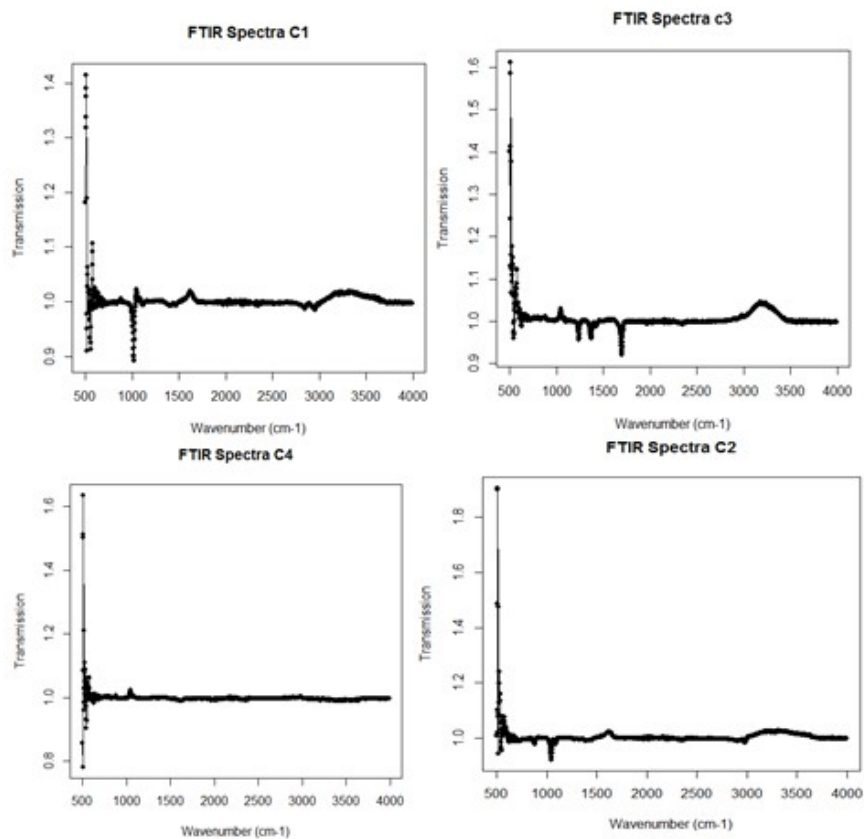 FTIR Spectra C1
Transmission
0.9 1.0 1.1 1.2 1.3 1.4
500 1000 1500 2000 2500 3000 3500 4000
Wavenumber (cm-1)
FTIR Spectra c3
Transmission
0.9 1.0 1.1 1.2 1.3 1.4 1.5 1.6
500 1000 1500 2000 2500 3000 3500 4000
Wavenumber (cm-1)
FTIR Spectra C4
Transmission
0.8 1.0 1.2 1.4 1.6
500 1000 1500 2000 2500 3000 3500 4000
Wavenumber (cm-1)
FTIR Spectra C2
Transmission
1.0 1.2 1.4 1.6 1.8
500 1000 1500 2000 2500 3000 3500 4000
Wavenumber (cm-1)